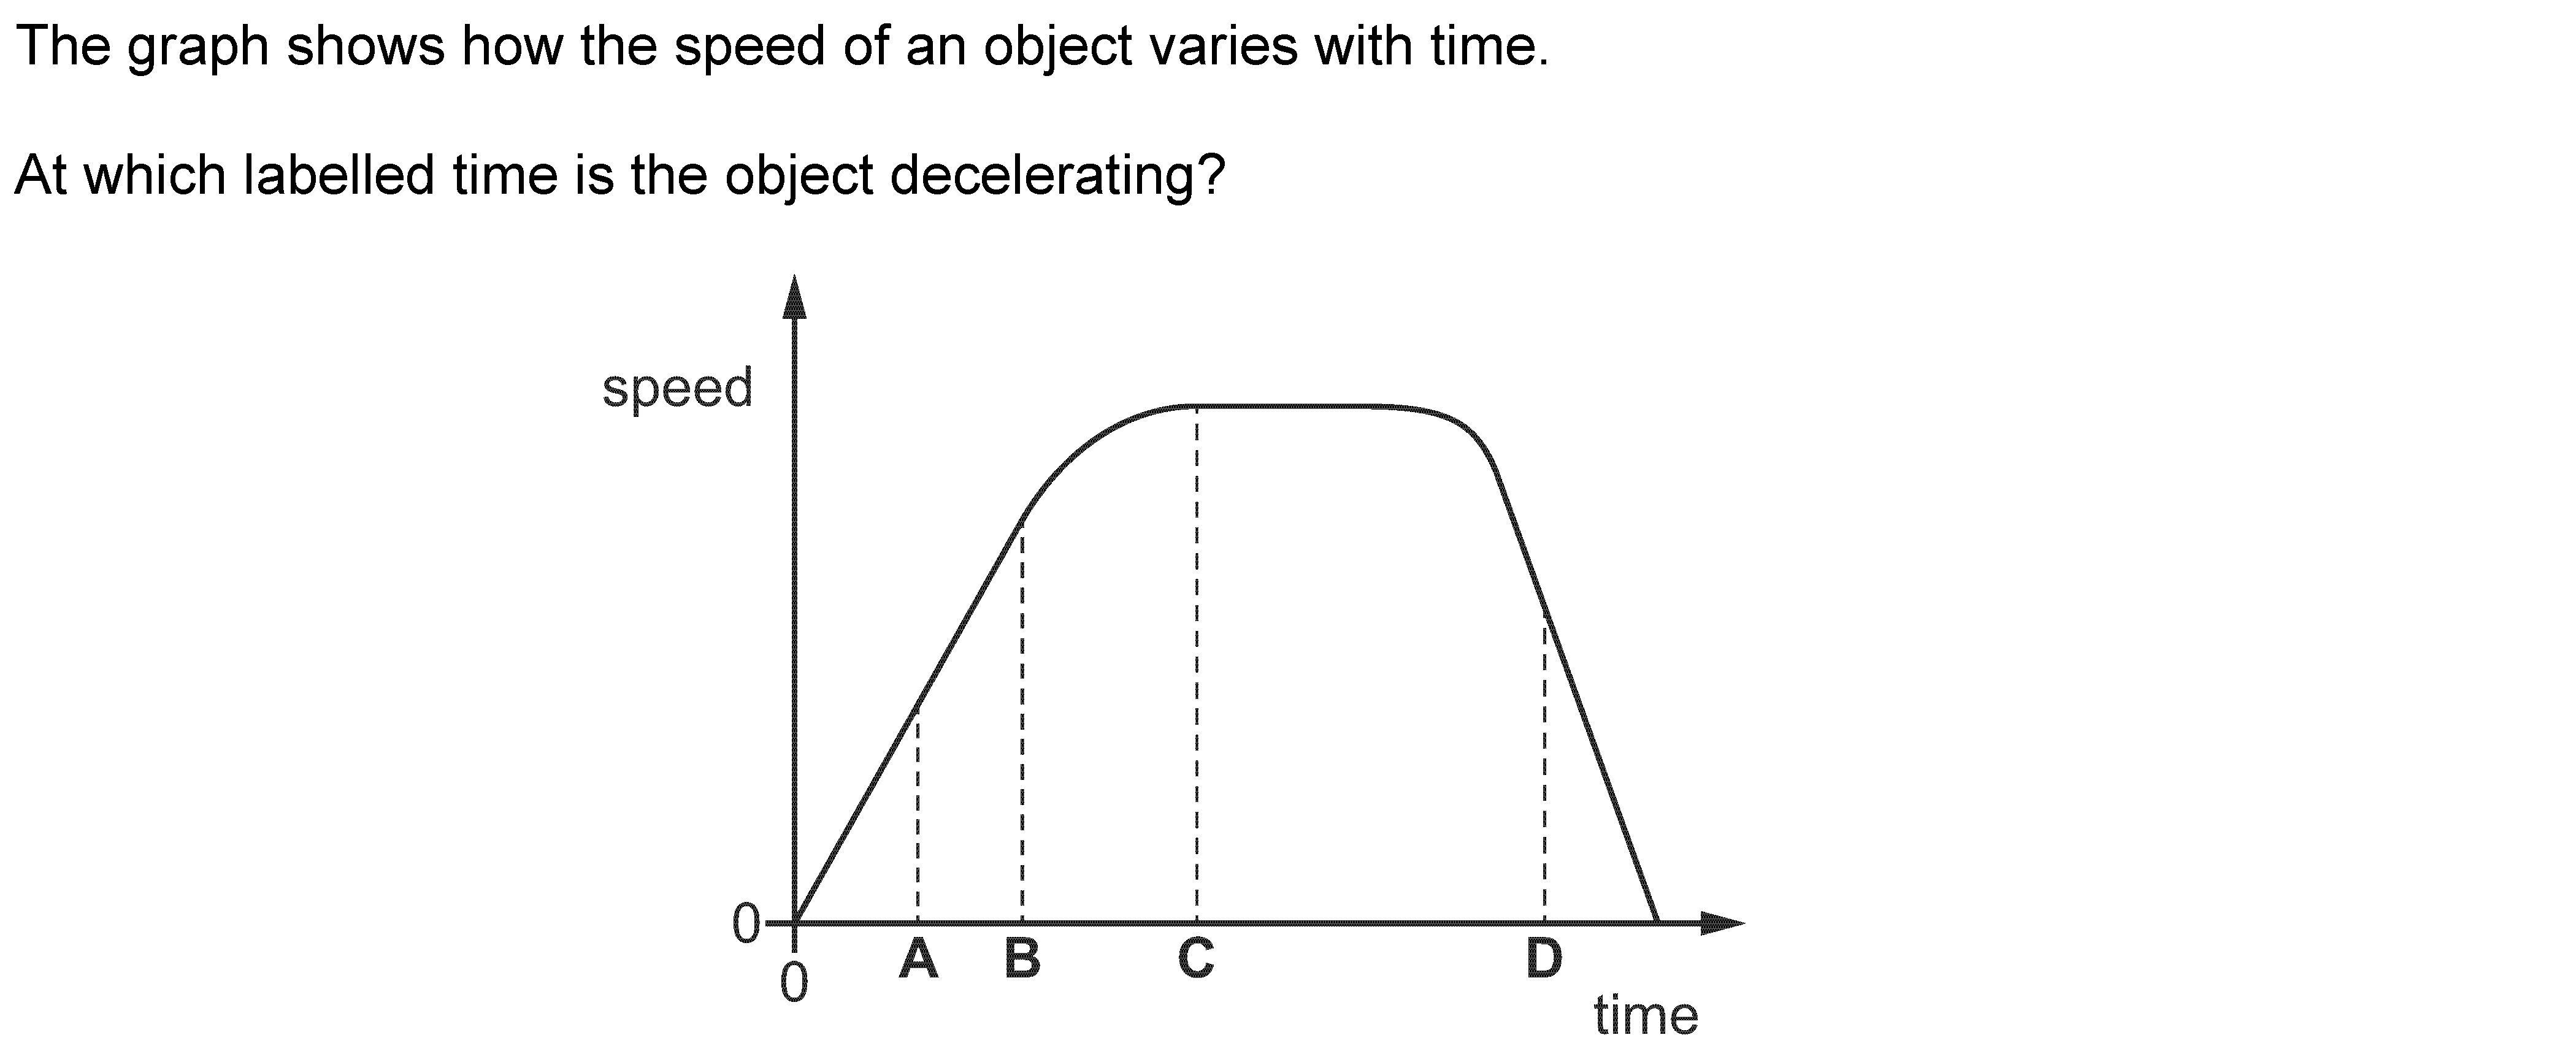 The graph shows how the speed of an object varies with time.
At which labelled time is the object decelerating?
speed
0
0
A B C D
time